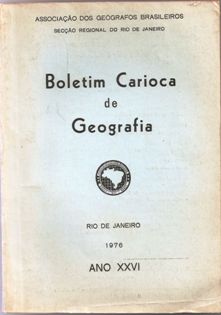 ASSOCIAÇÃO DOS GEÓGRAFOS BRASILEIROS
SECÇÃO REGIONAL DO RIO DE JANEIRO
Boletim Carioca
de
Geografia
RIO DE JANEIRO
1976
ANO XXVI